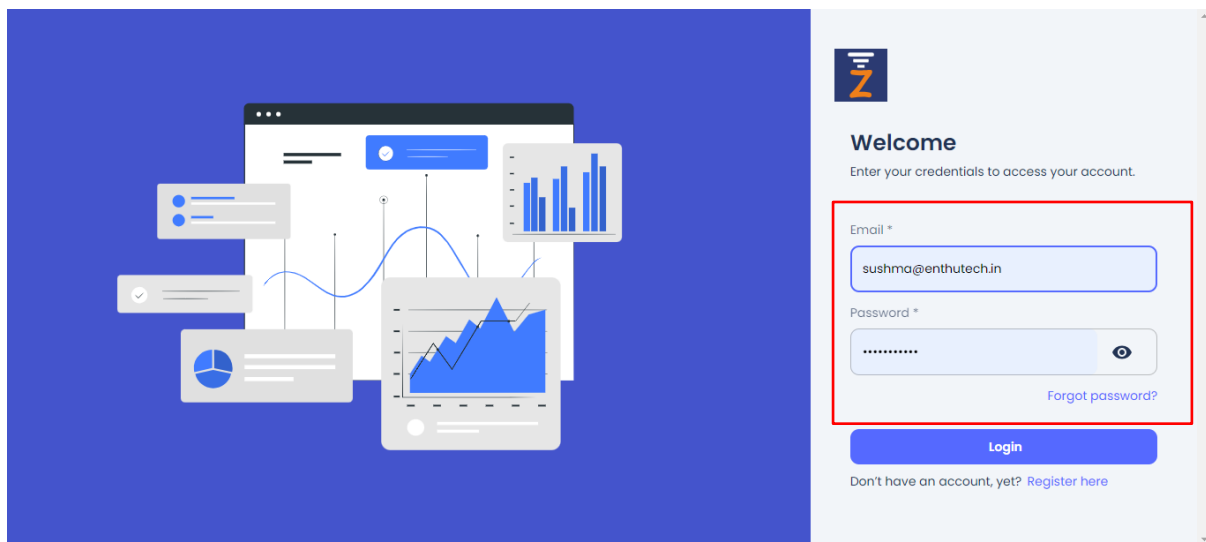 Z
Welcome
Enter your credentials to access your account.
Email *
sushma@enthutech.in
Password *
•••••••••••
Forgot password?
Login
Don't have an account, yet? Register here